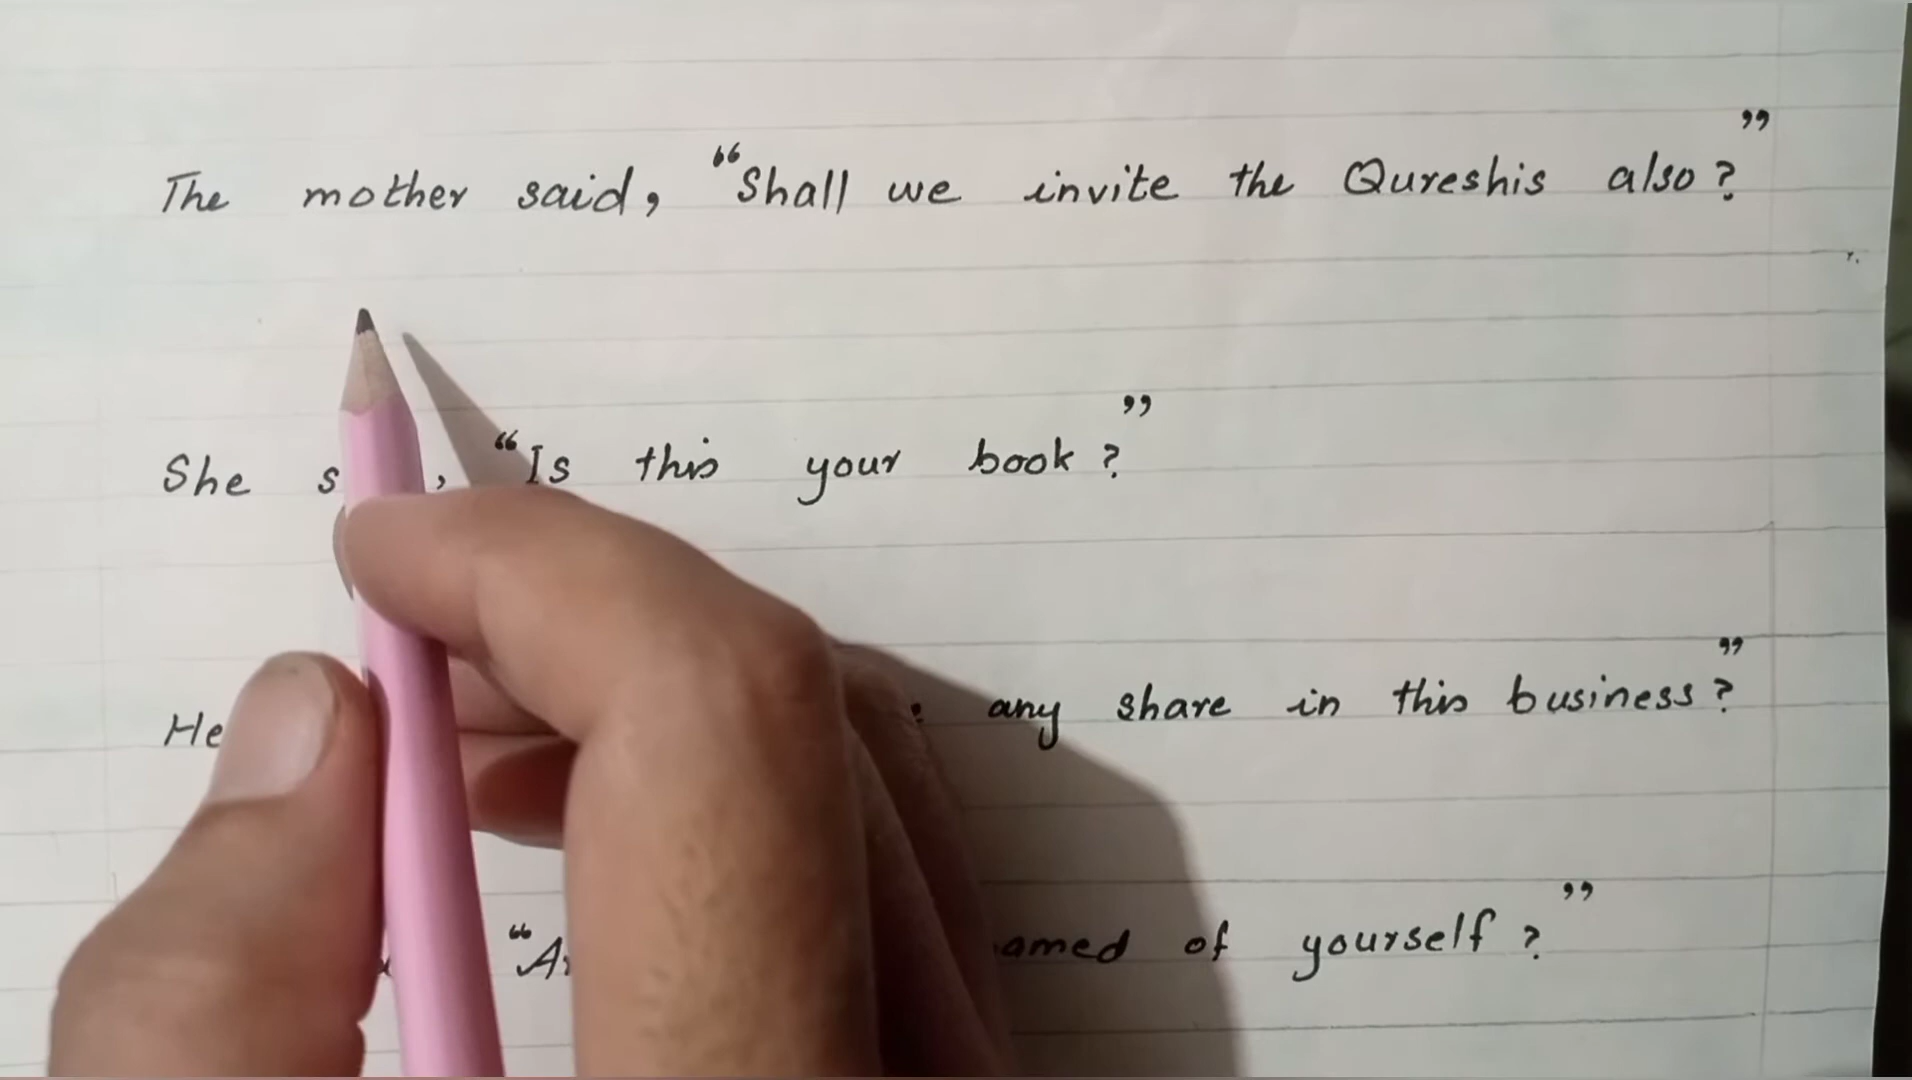 The mother said, “Shall we invite the Qureshis also?”
She , “Is this your book?”
He any share in this business?”
“ of yourself?”